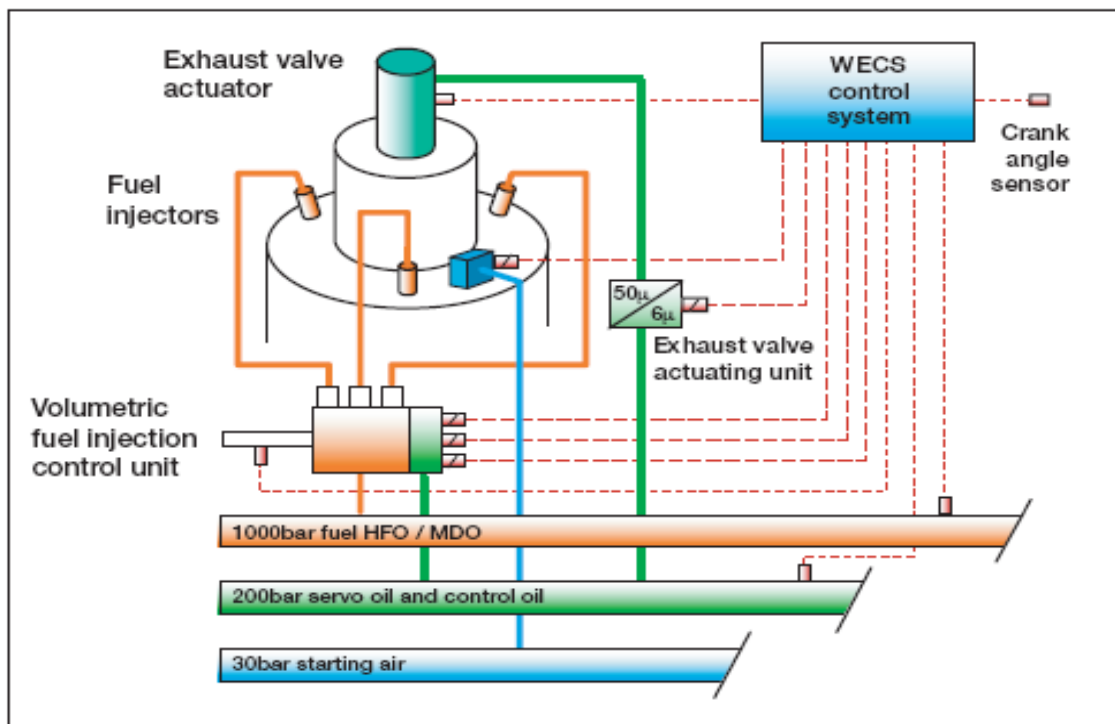 Exhaust valve
actuator
WECS
control
system
Crank
angle
sensor
Fuel
injectors
50µ
6µ
Exhaust valve
actuating unit
Volumetric
fuel injection
control unit
1000bar fuel HFO / MDO
200bar servo oil and control oil
30bar starting air